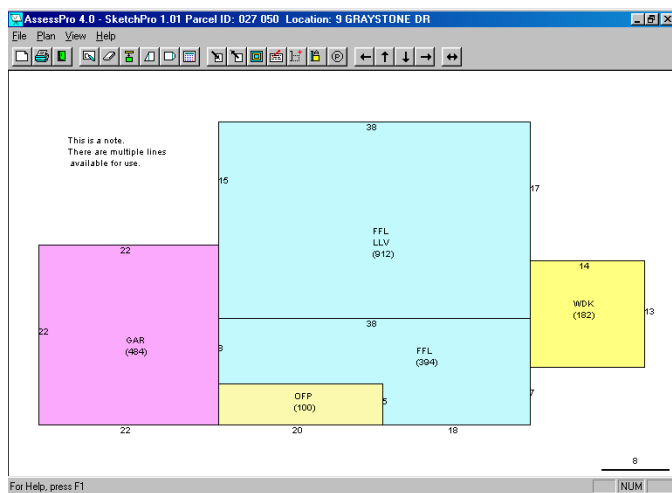 AssessPro 4.0 - SketchPro 1.01 Parcel ID: 027 050 Location: 9 GRAYSTONE DR
File Plan View Help
P
This is a note.
There are multiple lines
available for use.
38
15
17
FFL
LLV
(912)
22
14
22
GAR
(484)
WDK
(182)
13
38
8
FFL
(394)
OFP
(100)
5
7
22
20
18
8
For Help, press F1
NUM